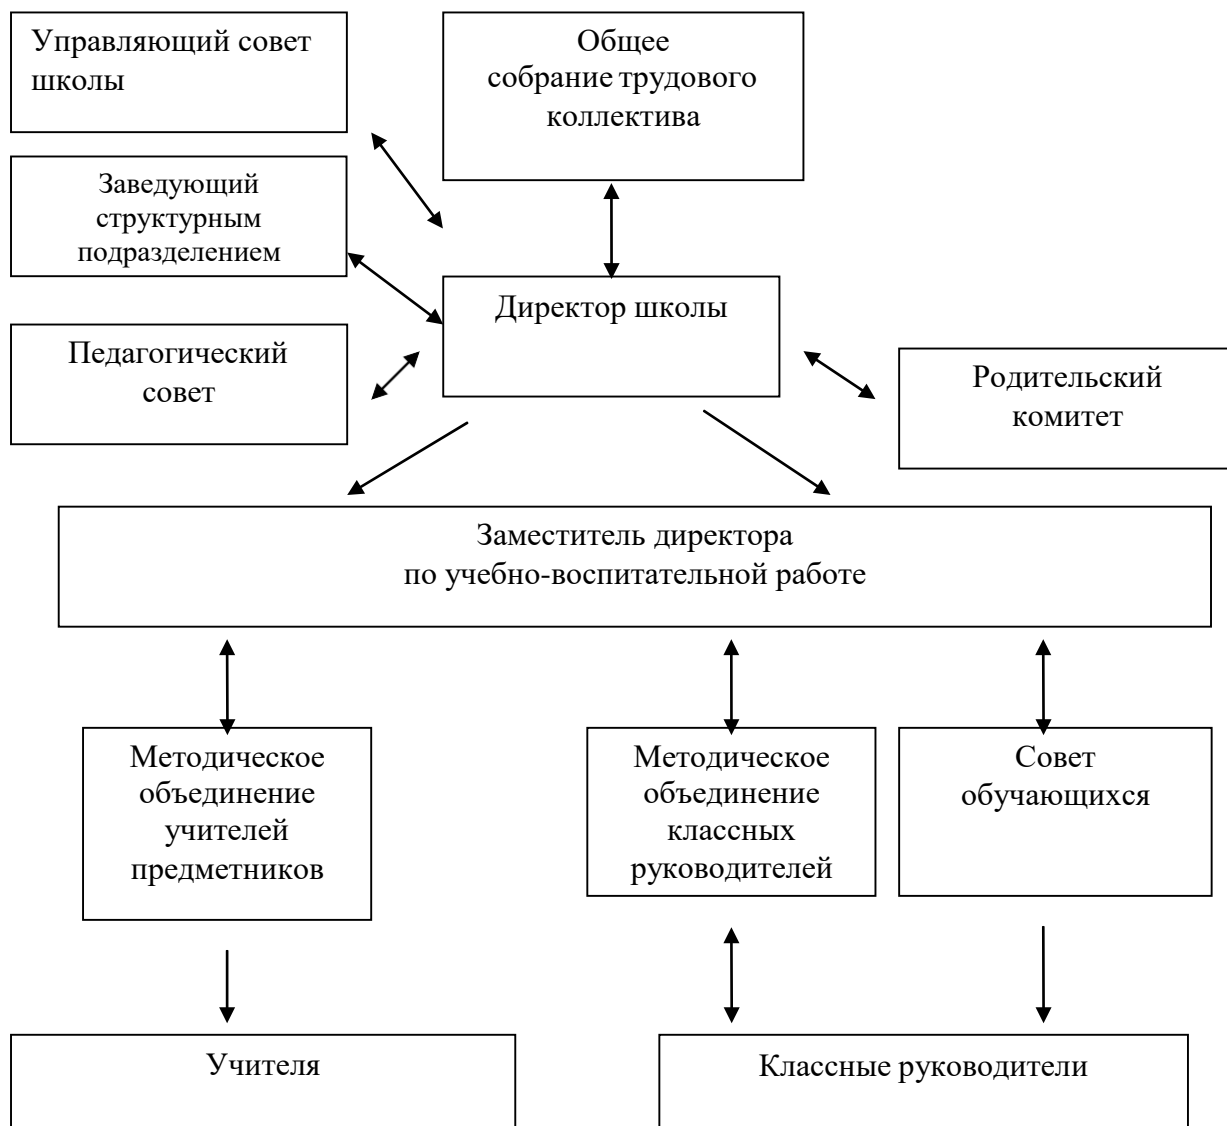 Управляющий совет
школы
Общее
собрание трудового
коллектива
Заведующий
структурным
подразделением
Директор школы
Педагогический
совет
Родительский
комитет
Заместитель директора
по учебно-воспитательной работе
Методическое
объединение
учителей
предметников
Методическое
объединение
классных
руководителей
Совет
обучающихся
Учителя
Классные руководители